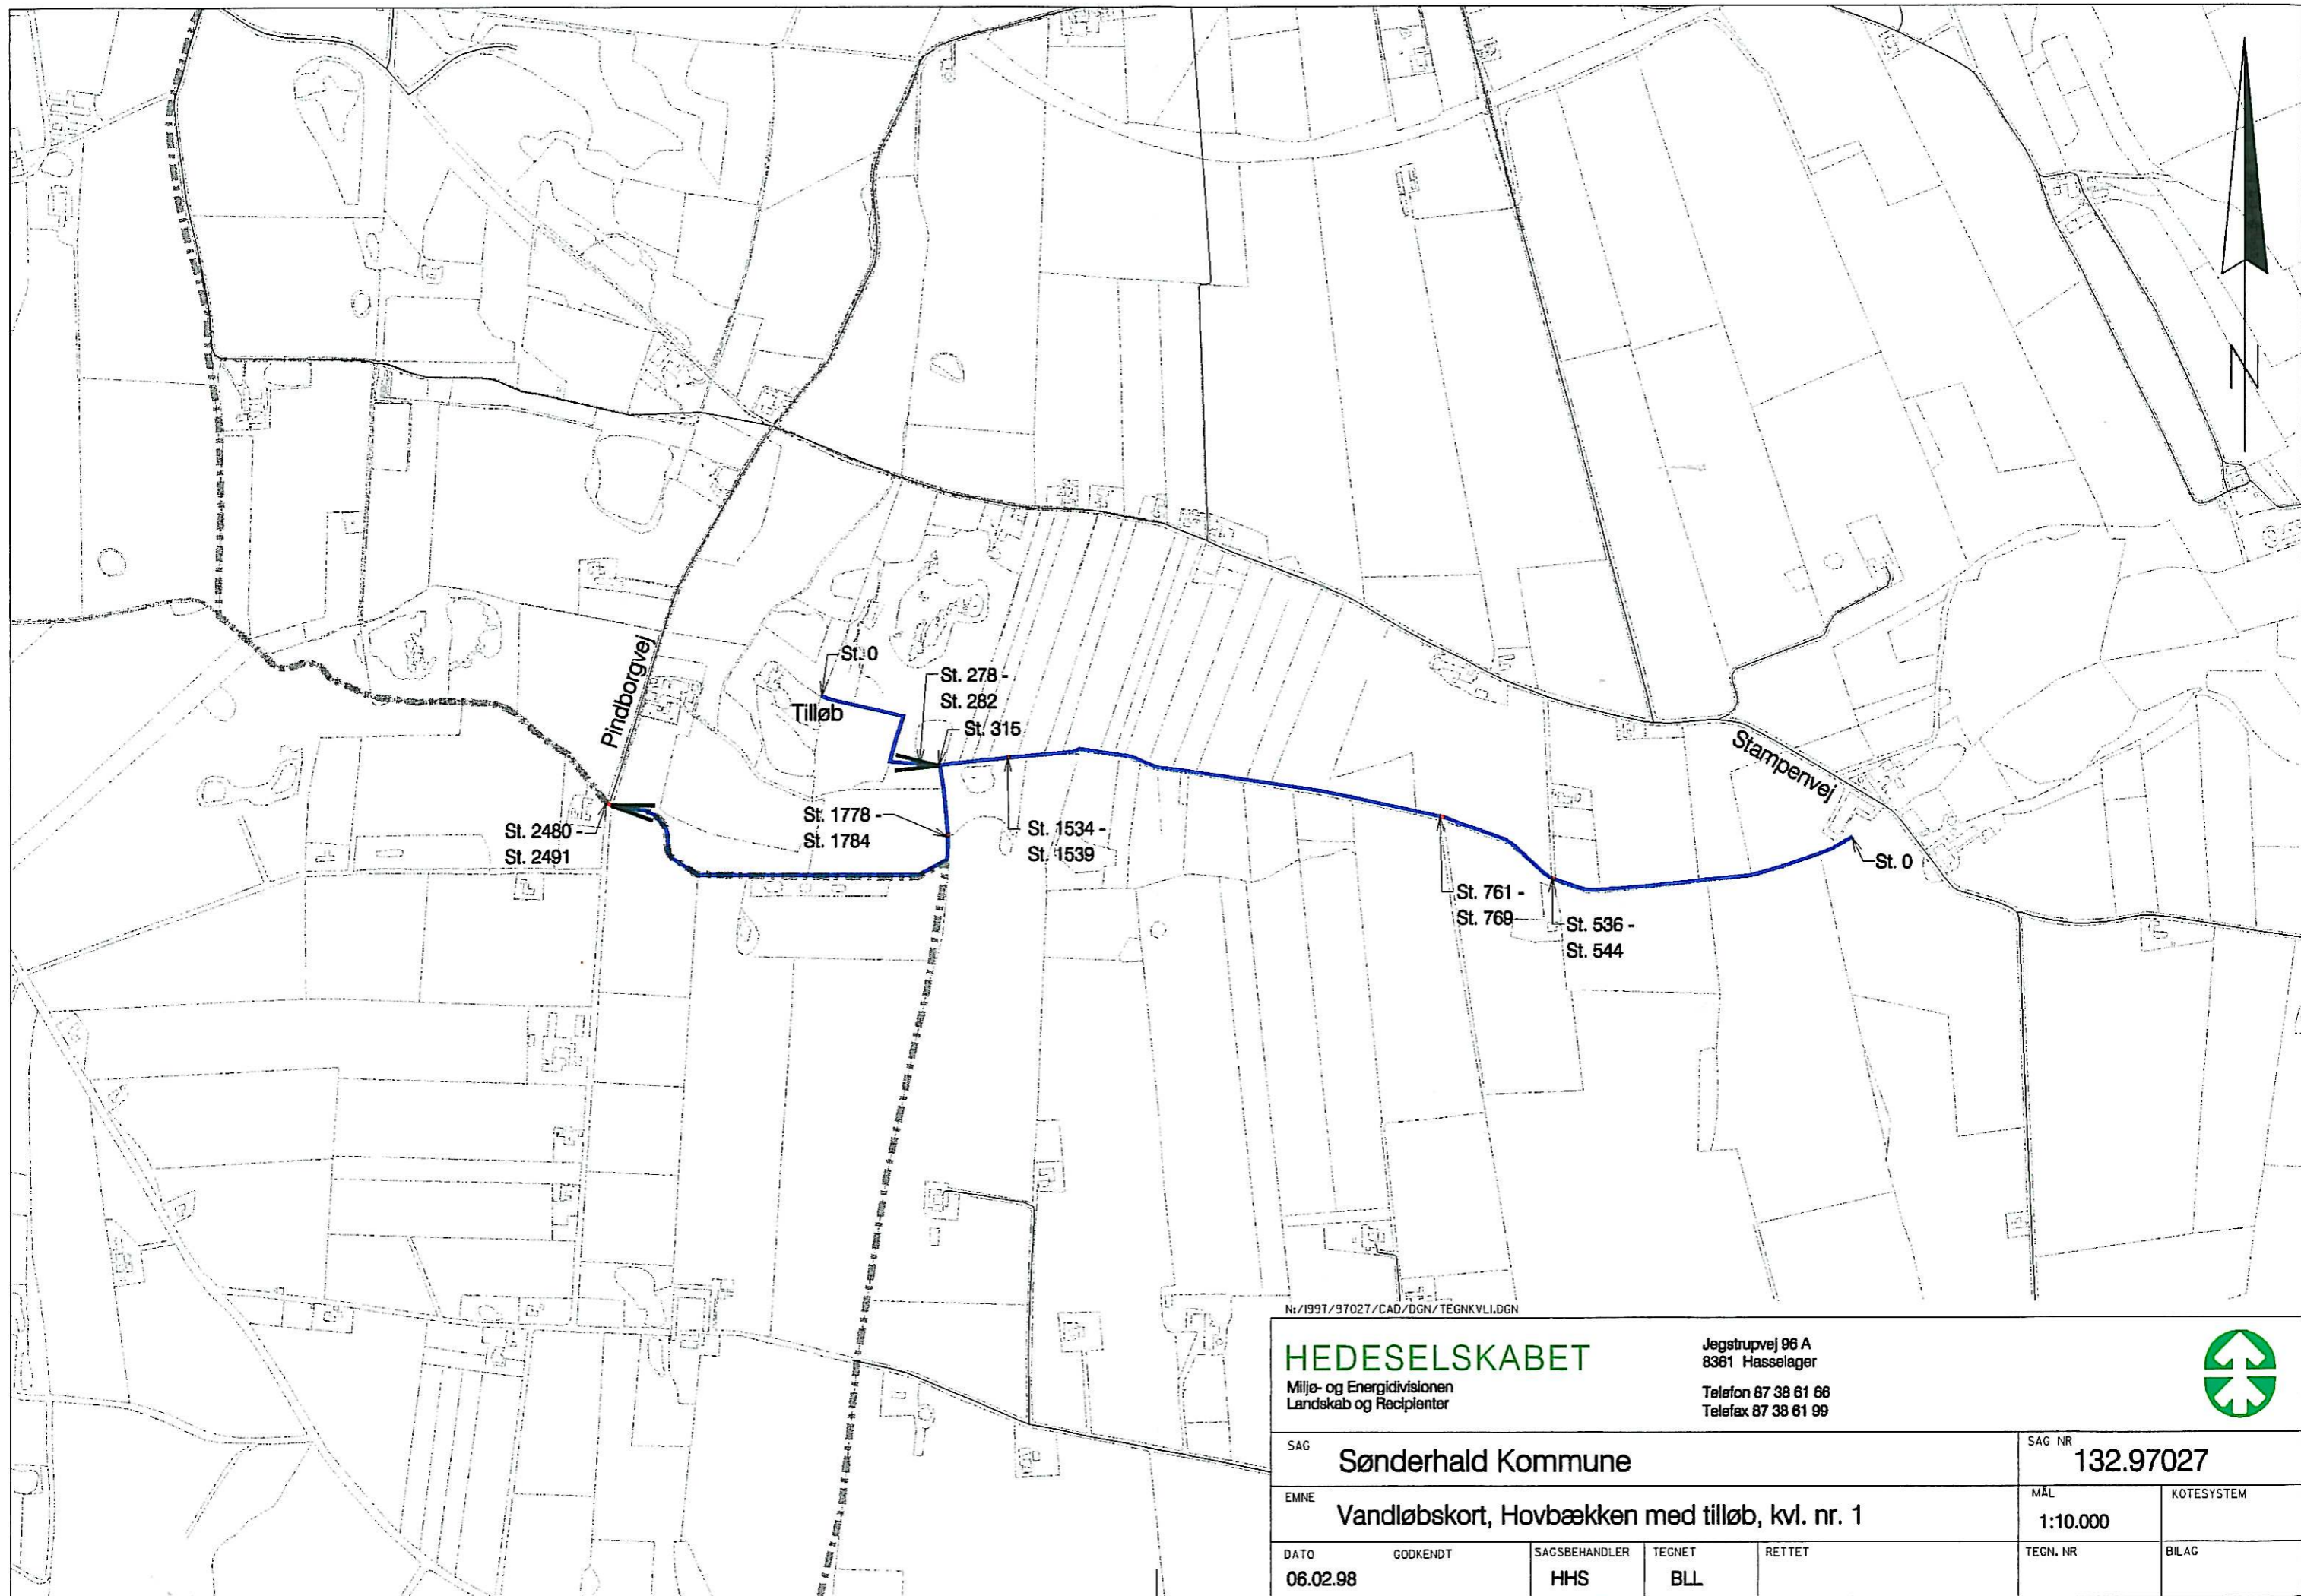 N
Pindborgvej
St. 0
St. 278 -
St. 282
Tilløb
St. 315
Stampenvej
St. 2480 -
St. 2491
St. 1778 -
St. 1784
St. 1534 -
St. 1539
St. 0
St. 761 -
St. 769
St. 536 -
St. 544
N:/1997/97027/CAD/DGN/TEGNKVL1.DGN
HEDESELSKABET
Miljø- og Energidivisionen
Landskab og Recipienter
Jegstrupvej 96 A
8361 Hasselager
Telefon 87 38 61 66
Telefax 87 38 61 99
SAG Sønderhald Kommune
SAG NR 132.97027
EMNE Vandløbskort, Hovbækken med tilløb, kvl. nr. 1
MÅL 1:10.000
KOTESYSTEM
DATO 06.02.98
GODKENDT
SAGSBEHANDLER HHS
TEGNET BLL
RETTET
TEGN. NR
BILAG